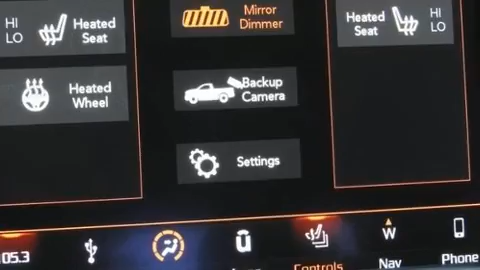 HI
LO
Heated
Seat
Mirror
Dimmer
Heated
Seat
HI
LO
Heated
Wheel
Backup
Camera
Settings
05.3
Controls
W
Nav
Phone